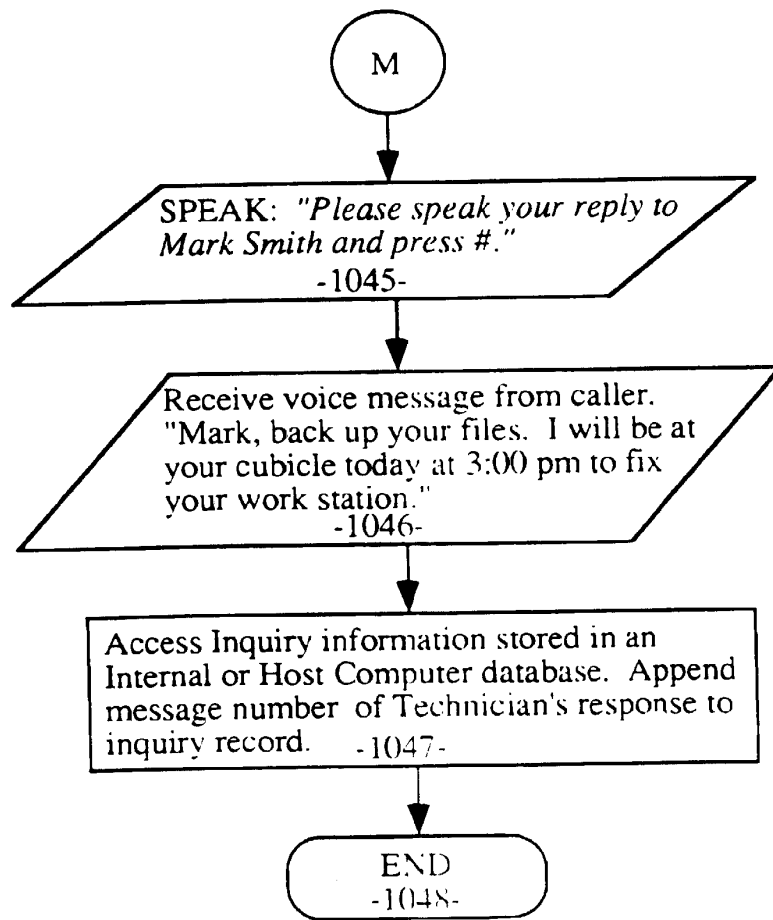 M
SPEAK: "Please speak your reply to
Mark Smith and press #."
-1045-
Receive voice message from caller.
"Mark, back up your files. I will be at
your cubicle today at 3:00 pm to fix
your work station."
-1046-
Access Inquiry information stored in an
Internal or Host Computer database. Append
message number of Technician's response to
inquiry record. -1047-
END
-1048-